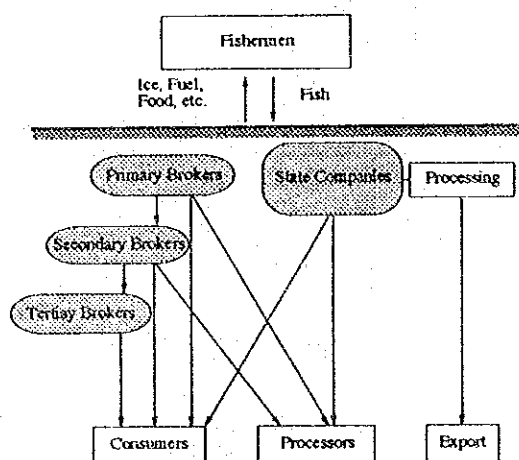 Fishermen
Ice, Fuel,
Food, etc.
Fish
Primary Brokers
State Companies
Processing
Secondary Brokers
Tertiay Brokers
Consumers
Processors
Export